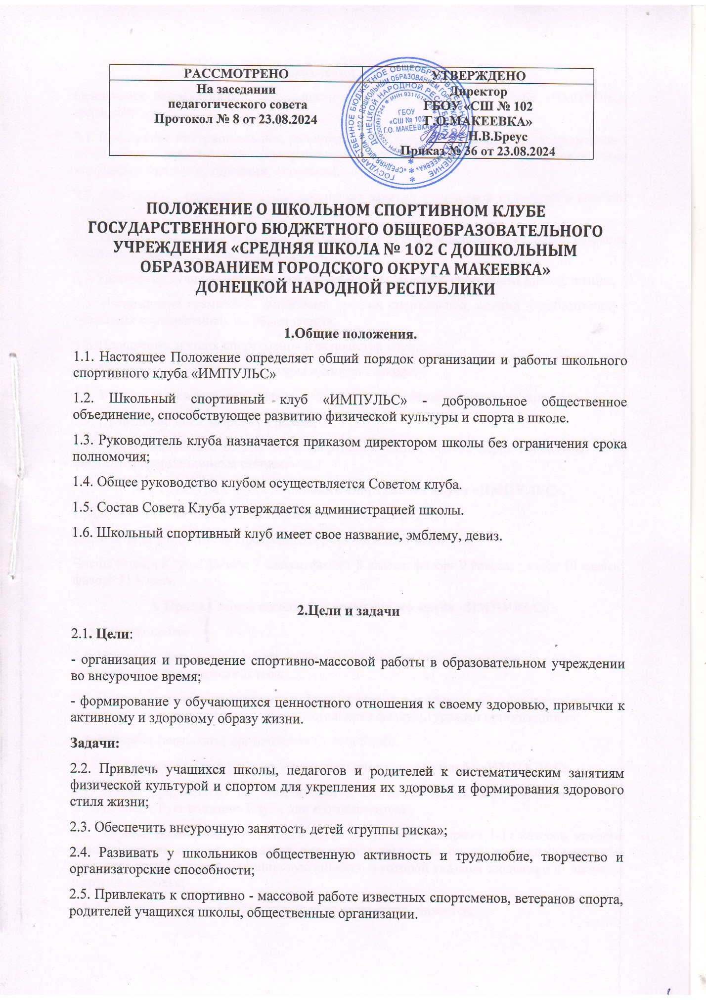 РАССМОТРЕНО
На заседании
педагогического совета
Протокол № 8 от 23.08.2024
УТВЕРЖДЕНО
Директор
ГБОУ «СШ № 102
Г.О.МАКЕЕВКА»
Н.В.Бреус
Приказ № 36 от 23.08.2024
ГБОУ
«СШ № 102
Г.О. МАКЕЕВКА»
ПОЛОЖЕНИЕ О ШКОЛЬНОМ СПОРТИВНОМ КЛУБЕ
ГОСУДАРСТВЕННОГО БЮДЖЕТНОГО ОБЩЕОБРАЗОВАТЕЛЬНОГО
УЧРЕЖДЕНИЯ «СРЕДНЯЯ ШКОЛА № 102 С ДОШКОЛЬНЫМ
ОБРАЗОВАНИЕМ ГОРОДСКОГО ОКРУГА МАКЕЕВКА»
ДОНЕЦКОЙ НАРОДНОЙ РЕСПУБЛИКИ
1.Общие положения.
1.1. Настоящее Положение определяет общий порядок организации и работы школьного
спортивного клуба «ИМПУЛЬС»
1.2. Школьный спортивный клуб «ИМПУЛЬС» - добровольное общественное
объединение, способствующее развитию физической культуры и спорта в школе.
1.3. Руководитель клуба назначается приказом директором школы без ограничения срока
полномочия;
1.4. Общее руководство клубом осуществляется Советом клуба.
1.5. Состав Совета Клуба утверждается администрацией школы.
1.6. Школьный спортивный клуб имеет свое название, эмблему, девиз.
2.Цели и задачи
2.1. Цели:
- организация и проведение спортивно-массовой работы в образовательном учреждении
во внеурочное время;
- формирование у обучающихся ценностного отношения к своему здоровью, привычки к
активному и здоровому образу жизни.
Задачи:
2.2. Привлечь учащихся школы, педагогов и родителей к систематическим занятиям
физической культурой и спортом для укрепления их здоровья и формирования здорового
стиля жизни;
2.3. Обеспечить внеурочную занятость детей «группы риска»;
2.4. Развивать у школьников общественную активность и трудолюбие, творчество и
организаторские способности;
2.5. Привлекать к спортивно - массовой работе известных спортсменов, ветеранов спорта,
родителей учащихся школы, общественные организации.